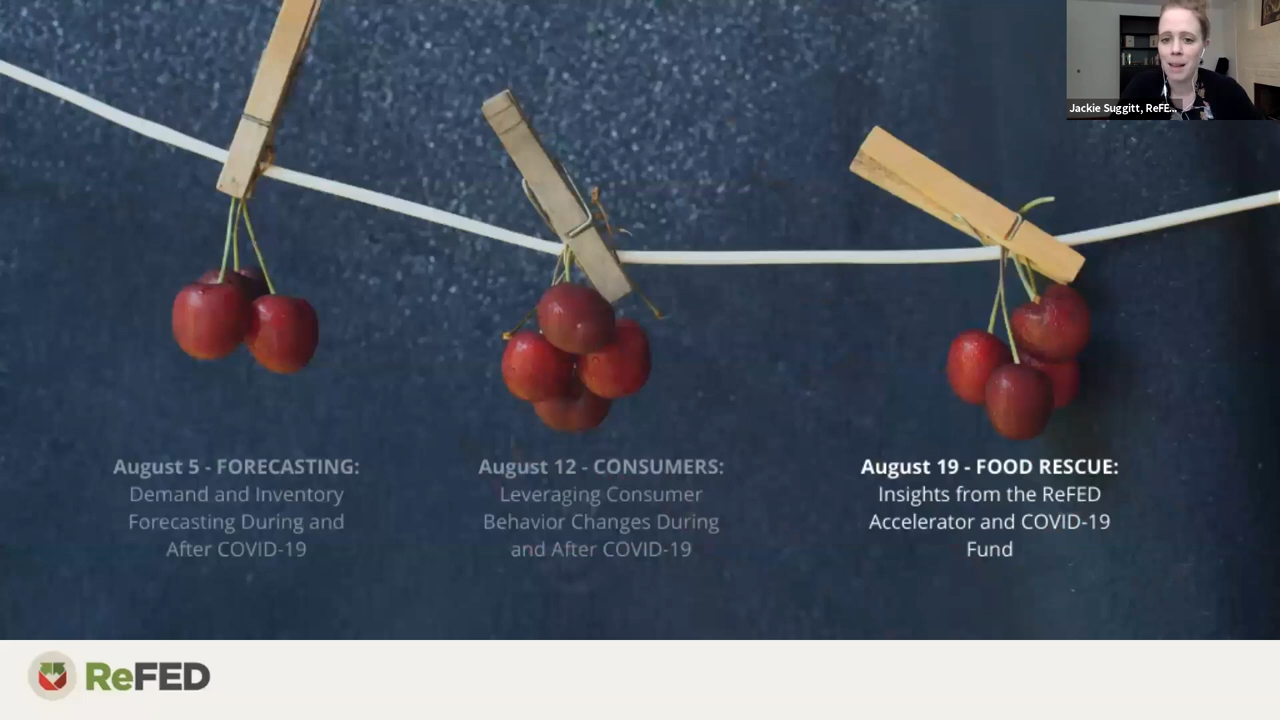 Jackie Suggitt, ReFE...
August 5 - FORECASTING:
Demand and Inventory
Forecasting During and
After COVID-19
August 12 - CONSUMERS:
Leveraging Consumer
Behavior Changes During
and After COVID-19
August 19 - FOOD RESCUE:
Insights from the ReFED
Accelerator and COVID-19
Fund
ReFED